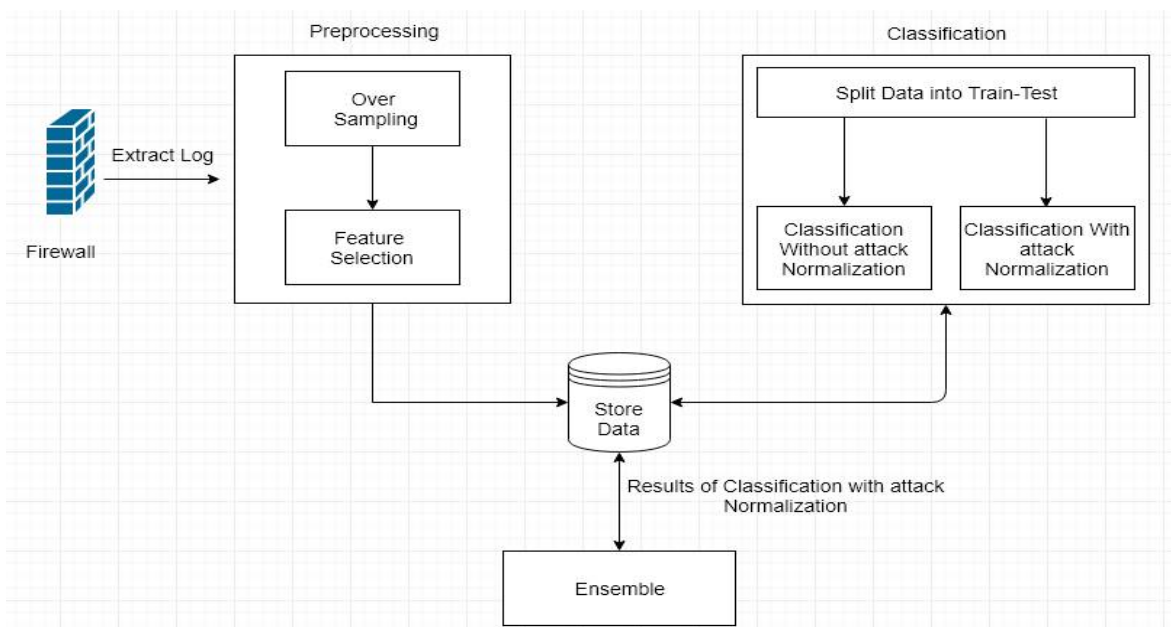 Preprocessing
Classification
Over
Sampling
Split Data into Train-Test
Extract Log
Feature
Selection
Classification
Without attack
Normalization
Classification With
attack
Normalization
Firewall
Store
Data
Results of Classification with attack
Normalization
Ensemble